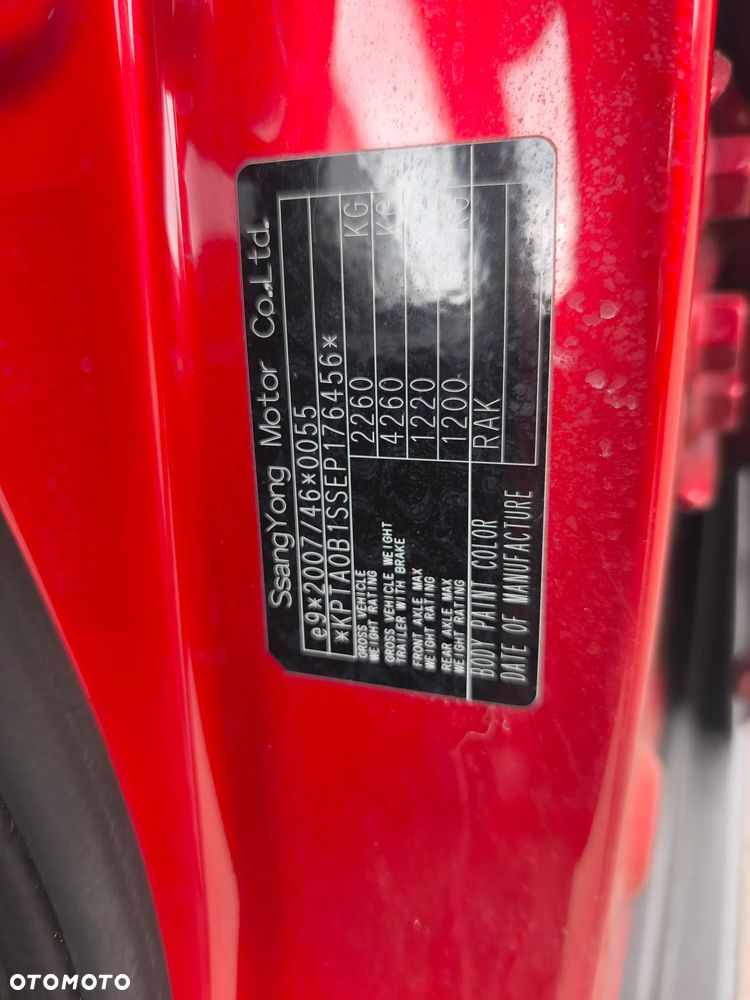 SsangYong Motor Co.,Ltd.
e9*2007/46*0055
*KPTA0B1SSEP176456*
GROSS VEHICLE WEIGHT RATING 2260 KG
GROSS VEHICLE WEIGHT TRAILER WITH BRAKE 4260 KG
FRONT AXLE MAX WEIGHT RATING 1220
REAR AXLE MAX WEIGHT RATING 1200 KG
BODY PAINT COLOR RAK
DATE OF MANUFACTURE
OTOMOTO